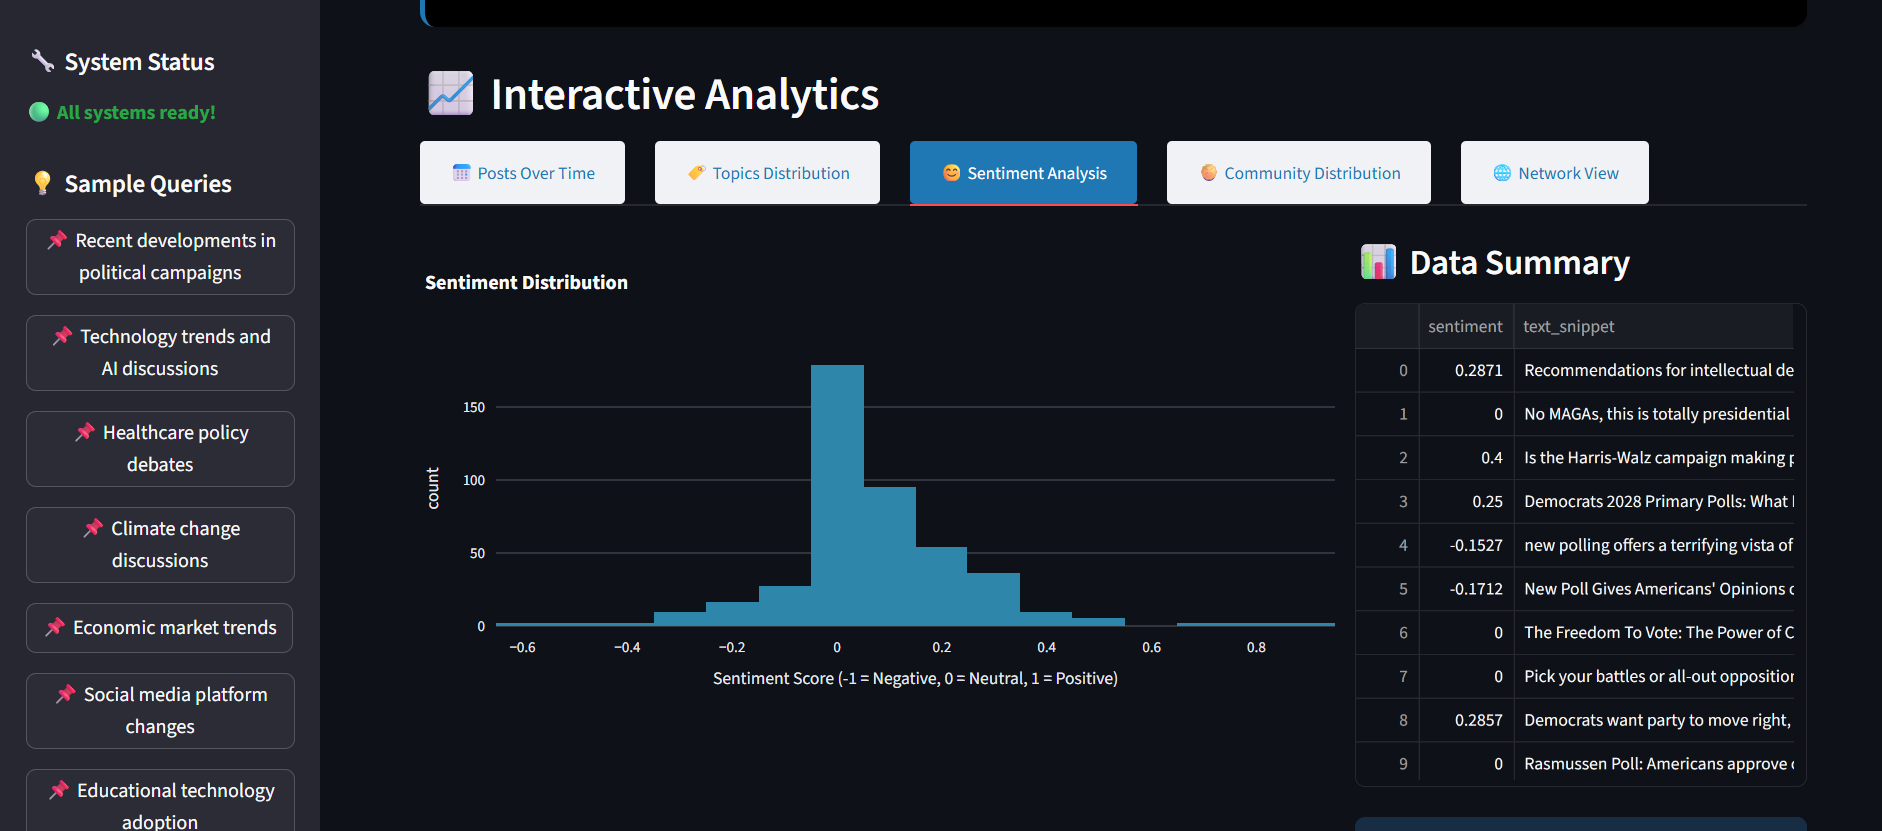 System Status
All systems ready!
Sample Queries
Recent developments in
political campaigns
Technology trends and
AI discussions
Healthcare policy
debates
Climate change
discussions
Economic market trends
Social media platform
changes
Educational technology
adoption
Interactive Analytics
Posts Over Time
Topics Distribution
Sentiment Analysis
Community Distribution
Network View
Sentiment Distribution
count
150
100
50
0
−0.6
−0.4
−0.2
0
0.2
0.4
0.6
0.8
Sentiment Score (-1 = Negative, 0 = Neutral, 1 = Positive)
Data Summary
sentiment text_snippet
0 0.2871 Recommendations for intellectual de
1 0 No MAGAs, this is totally presidential
2 0.4 Is the Harris-Walz campaign making p
3 0.25 Democrats 2028 Primary Polls: What
4 -0.1527 new polling offers a terrifying vista of
5 -0.1712 New Poll Gives Americans' Opinions o
6 0 The Freedom To Vote: The Power of C
7 0 Pick your battles or all-out opposition
8 0.2857 Democrats want party to move right,
9 0 Rasmussen Poll: Americans approve o